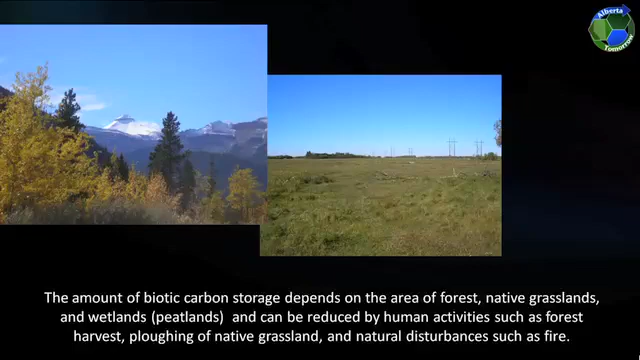 Alberta
Tomorrow
The amount of biotic carbon storage depends on the area of forest, native grasslands,
and wetlands (peatlands) and can be reduced by human activities such as forest
harvest, ploughing of native grassland, and natural disturbances such as fire.